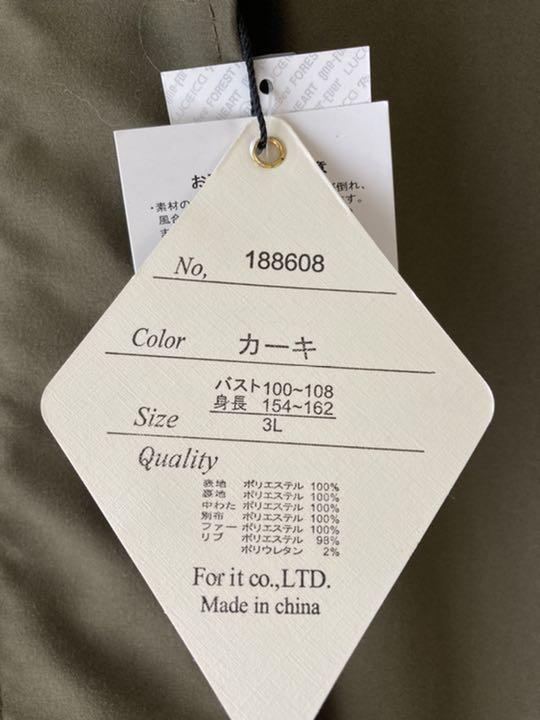 FOREST
HEART
one-fuer
No, 188608
Color カーキ
バスト100~108
身長 154~162
Size 3L
Quality
表地 ポリエステル 100%
裏地 ポリエステル 100%
中わた ポリエステル 100%
別布 ポリエステル 100%
ファー ポリエステル 100%
リブ ポリエステル 98%
ポリウレタン 2%
For it co.,LTD.
Made in china